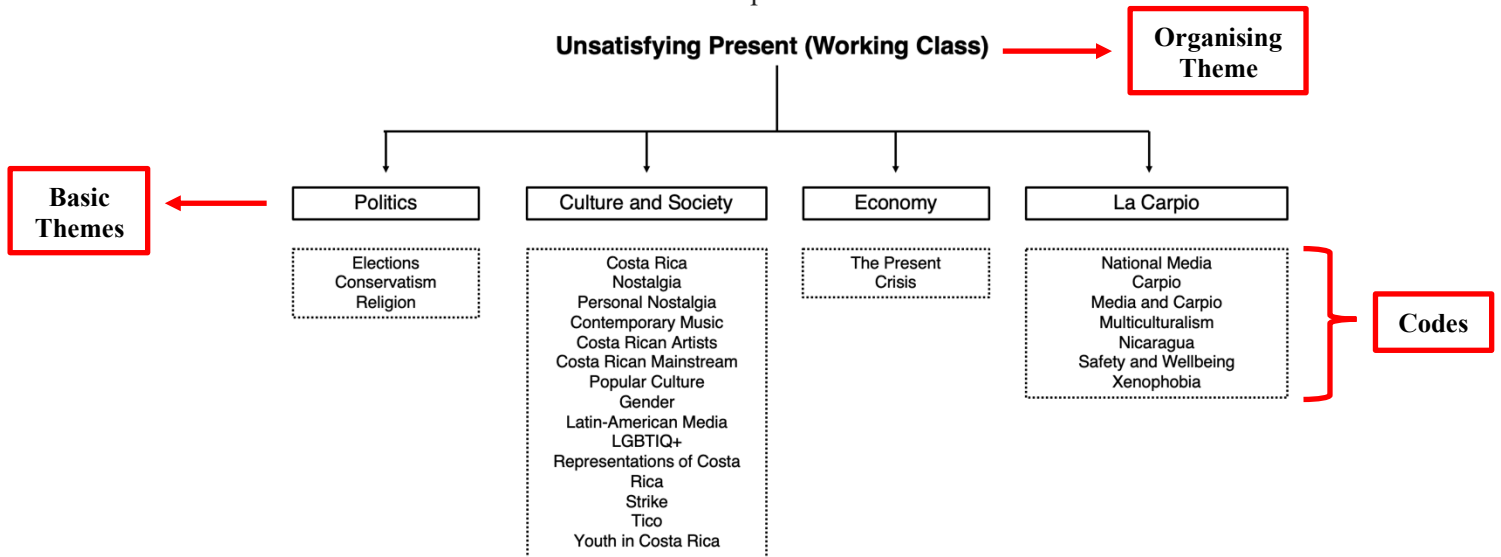 Unsatisfying Present (Working Class)
Organising
Theme
Basic
Themes
Politics
Culture and Society
Economy
La Carpio
Elections
Conservatism
Religion
Costa Rica
Nostalgia
Personal Nostalgia
Contemporary Music
Costa Rican Artists
Costa Rican Mainstream
Popular Culture
Gender
Latin-American Media
LGBTIQ+
Representations of Costa
Rica
Strike
Tico
Youth in Costa Rica
The Present
Crisis
National Media
Carpio
Media and Carpio
Multiculturalism
Nicaragua
Safety and Wellbeing
Xenophobia
Codes